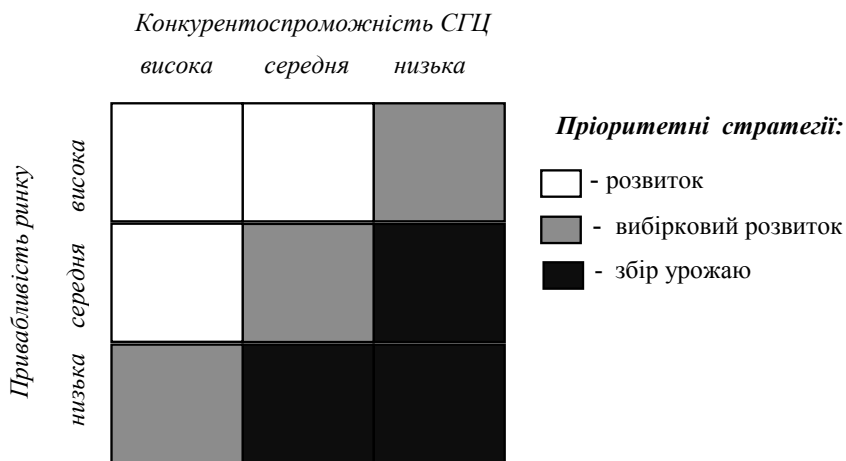 Конкурентоспроможність СГЦ
висока середня низька
Пріоритетні стратегії:
Привабливість ринку
висока
середня
низька
- розвиток
- вибірковий розвиток
- збір урожаю